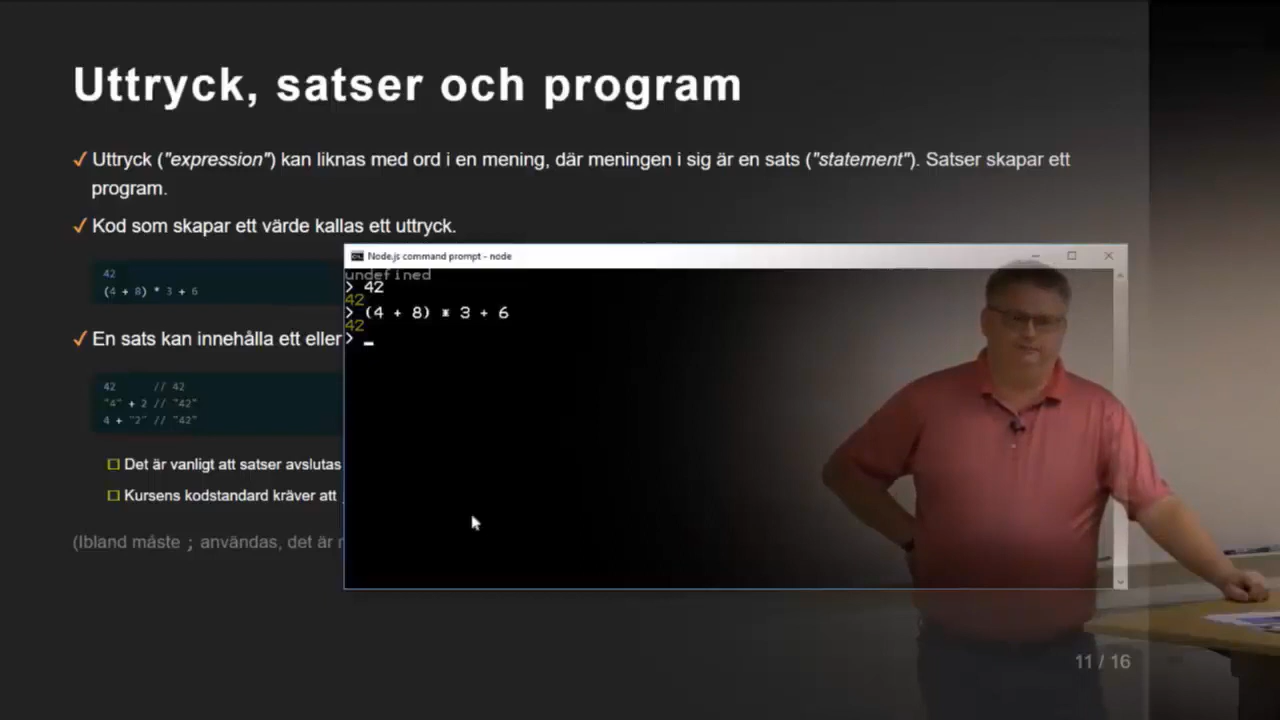 Uttryck, satser och program
✓ Uttryck ("expression") kan liknas med ord i en mening, där meningen i sig är en sats ("statement"). Satser skapar ett
program.
✓ Kod som skapar ett värde kallas ett uttryck.
42
(4 + 8) * 3 + 6
✓ En sats kan innehålla ett eller
42 // 42
"4" + 2 // "42"
4 + "2" // "42"
Det är vanligt att satser avslutas
Kursens kodstandard kräver att
(Ibland måste ; användas, det är
Node.js command prompt - node
undefined
> 42
42
> (4 + 8) * 3 + 6
42
> _
11 / 16